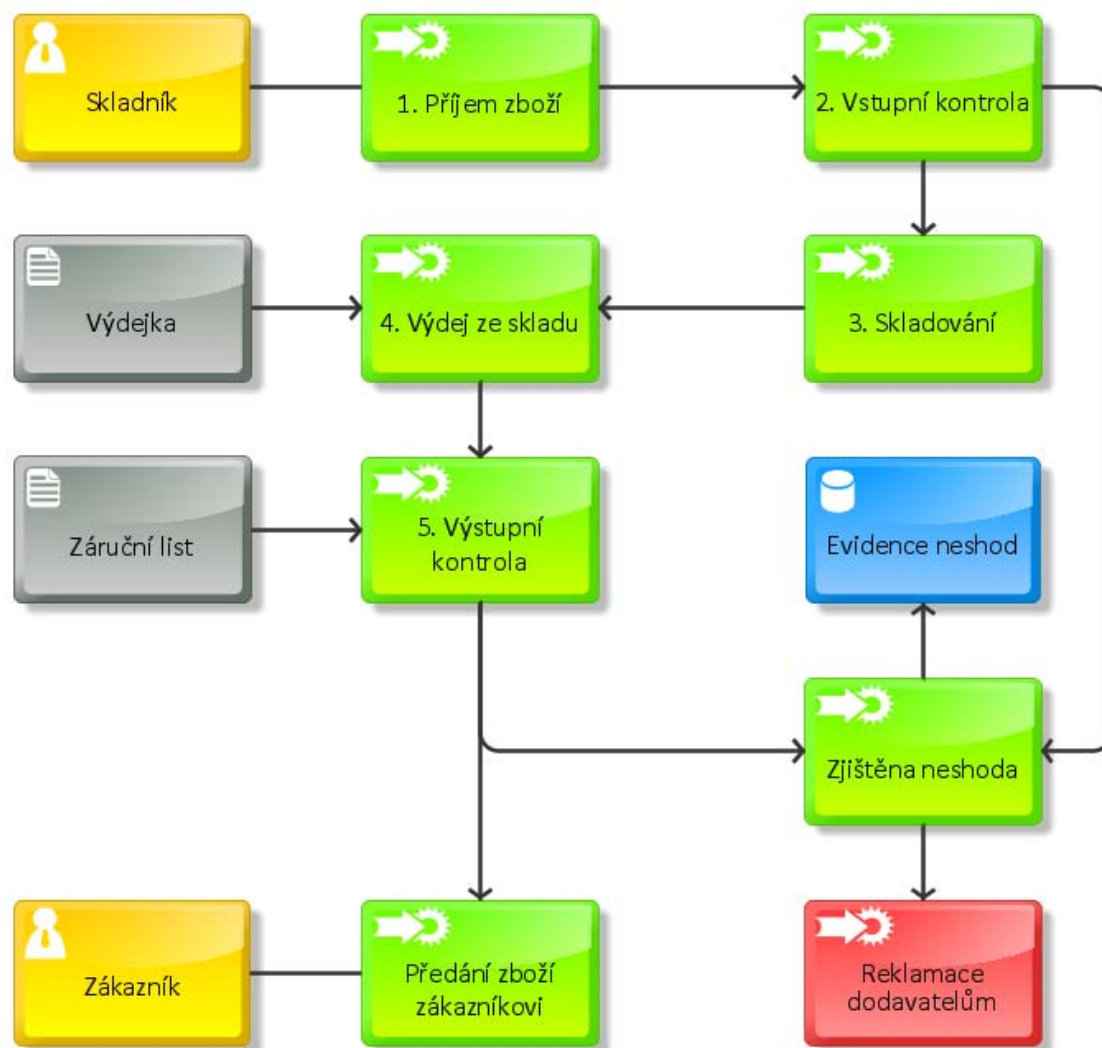 Skladník
1. Příjem zboží
2. Vstupní kontrola
Výdejka
4. Výdej ze skladu
3. Skladování
Záruční list
5. Výstupní
kontrola
Evidence neshod
Zjištěna neshoda
Zákazník
Předání zboží
zákazníkovi
Reklamace
dodavatelům